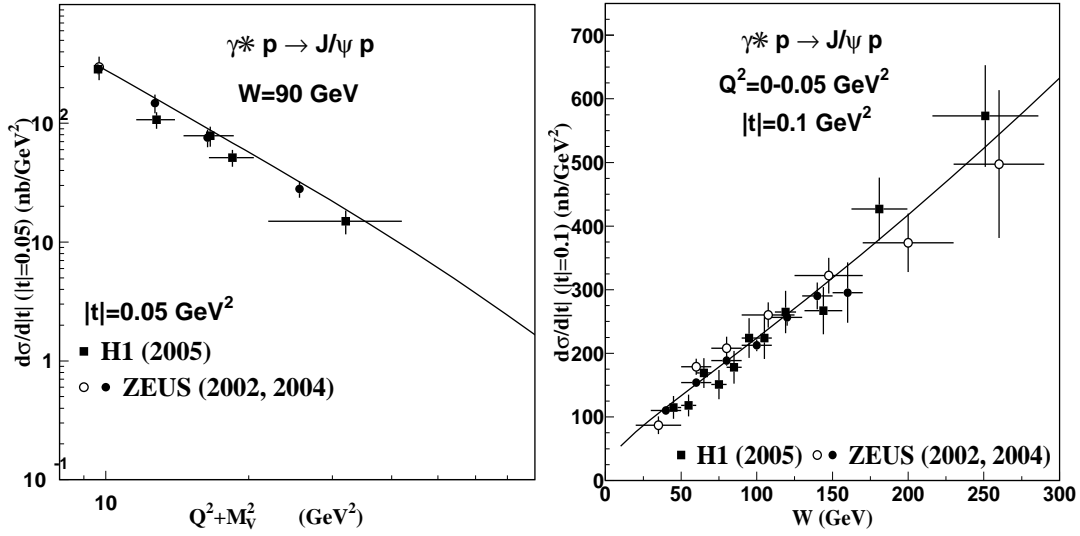 γ* p → J/ψ p
W=90 GeV
|t|=0.05 GeV²
H1 (2005)
ZEUS (2002, 2004)
dσ/d|t| (|t|=0.05) (nb/GeV²)
10²
10
1
10⁻¹
10
Q²+M²_V (GeV²)
γ* p → J/ψ p
Q²=0-0.05 GeV²
|t|=0.1 GeV²
H1 (2005) ZEUS (2002, 2004)
dσ/d|t| (|t|=0.1) (nb/GeV²)
700
600
500
400
300
200
100
0
0 50 100 150 200 250 300
W (GeV)